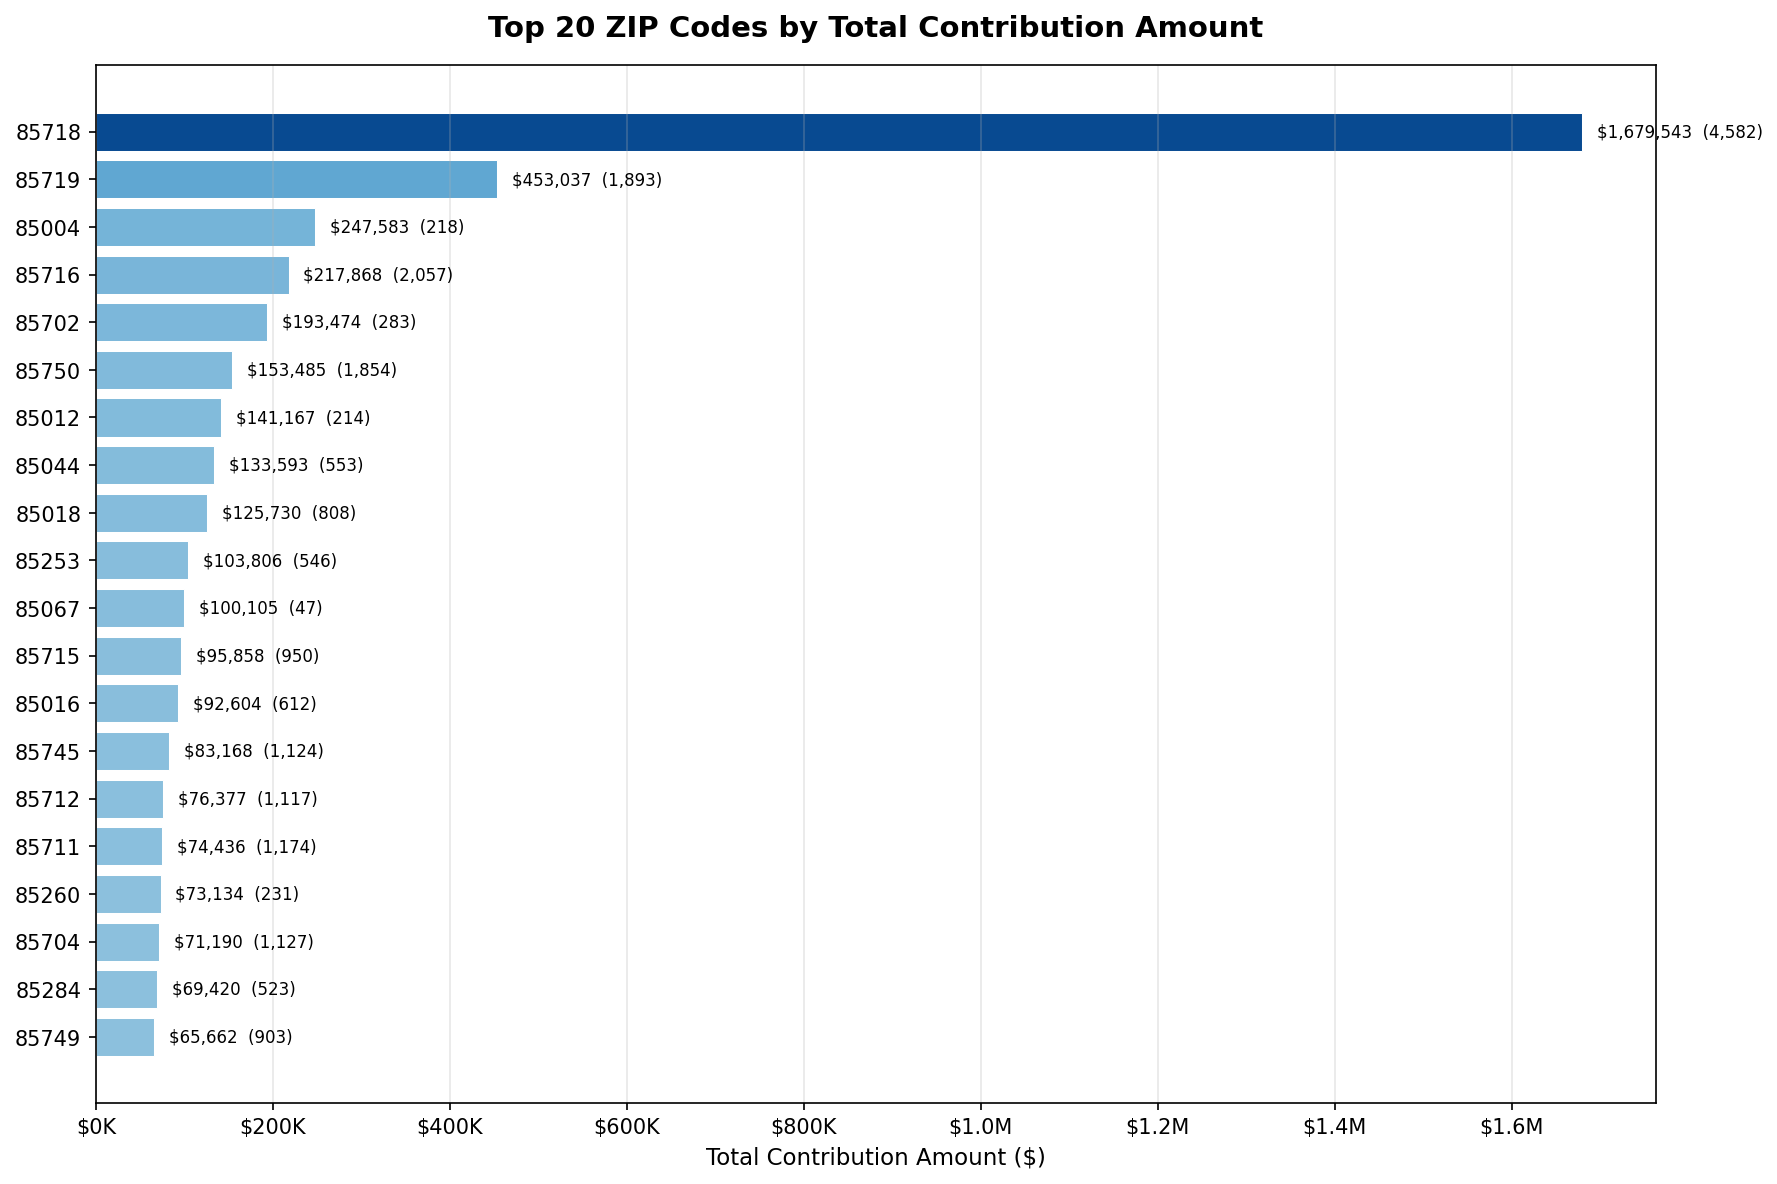 Top 20 ZIP Codes by Total Contribution Amount
85718 $1,679,543 (4,582)
85719 $453,037 (1,893)
85004 $247,583 (218)
85716 $217,868 (2,057)
85702 $193,474 (283)
85750 $153,485 (1,854)
85012 $141,167 (214)
85044 $133,593 (553)
85018 $125,730 (808)
85253 $103,806 (546)
85067 $100,105 (47)
85715 $95,858 (950)
85016 $92,604 (612)
85745 $83,168 (1,124)
85712 $76,377 (1,117)
85711 $74,436 (1,174)
85260 $73,134 (231)
85704 $71,190 (1,127)
85284 $69,420 (523)
85749 $65,662 (903)
$0K $200K $400K $600K $800K $1.0M $1.2M $1.4M $1.6M
Total Contribution Amount ($)